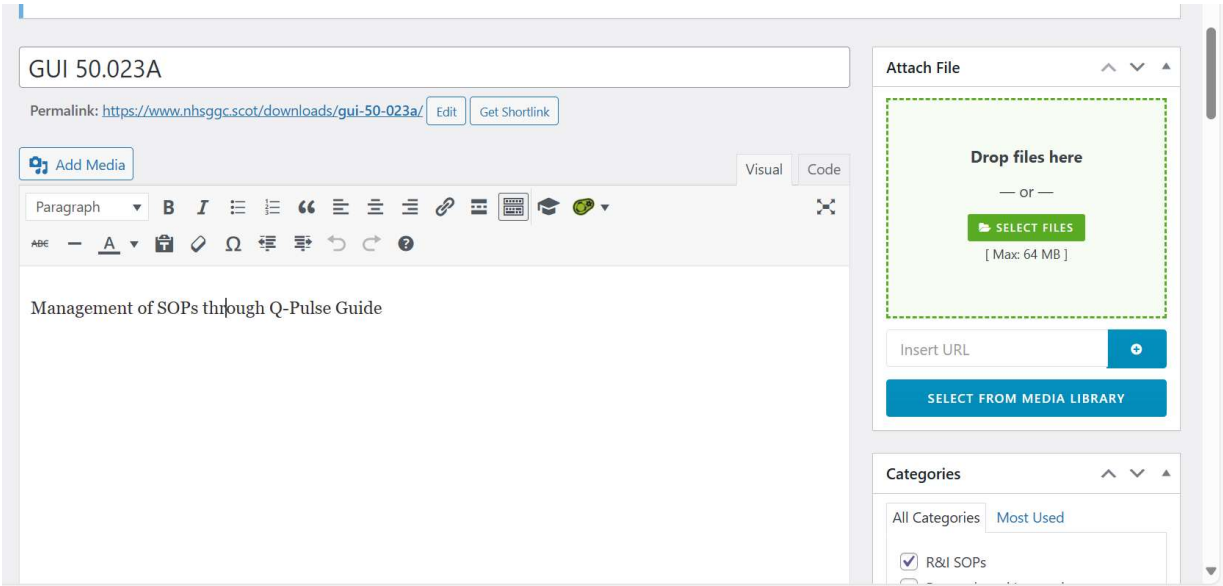 GUI 50.023A
Permalink: https://www.nhsggc.scot/downloads/gui-50-023a/ Edit Get Shortlink
Add Media
Visual Code
Paragraph B I A Ω
ABC
Management of SOPs through Q-Pulse Guide
Attach File
Drop files here
— or —
SELECT FILES
[ Max: 64 MB ]
Insert URL
SELECT FROM MEDIA LIBRARY
Categories
All Categories Most Used
R&I SOPs